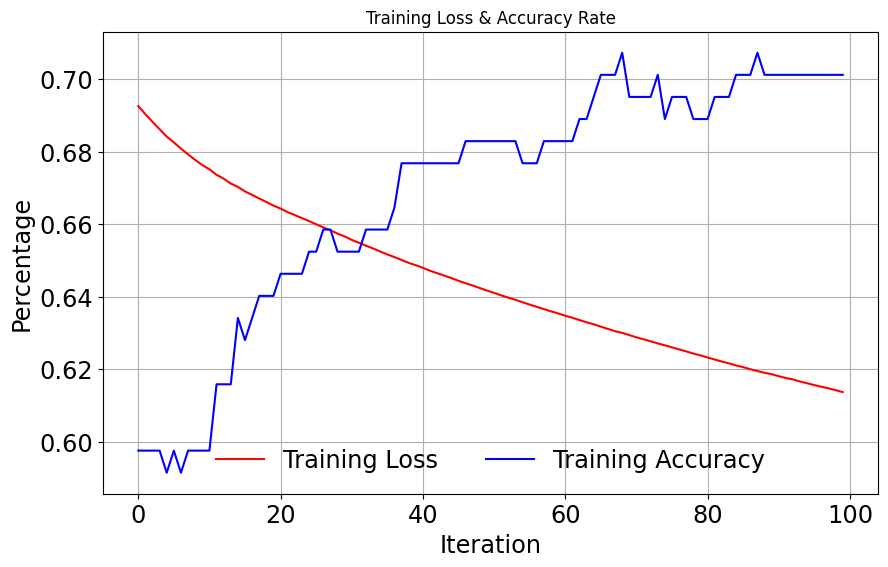 Training Loss & Accuracy Rate
0.70
0.68
0.66
0.64
0.62
0.60
Percentage
Training Loss
Training Accuracy
0
20
40
60
80
100
Iteration